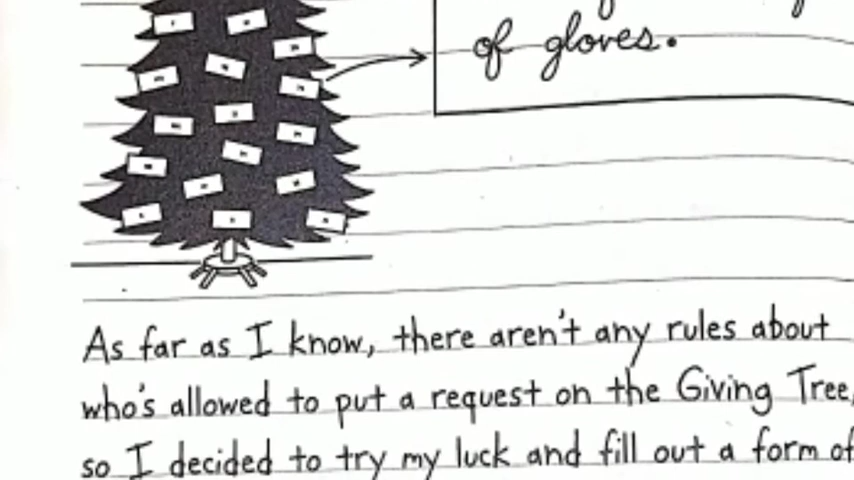 of gloves.
As far as I know, there aren't any rules about
who's allowed to put a request on the Giving Tree,
so I decided to try my luck and fill out a form of